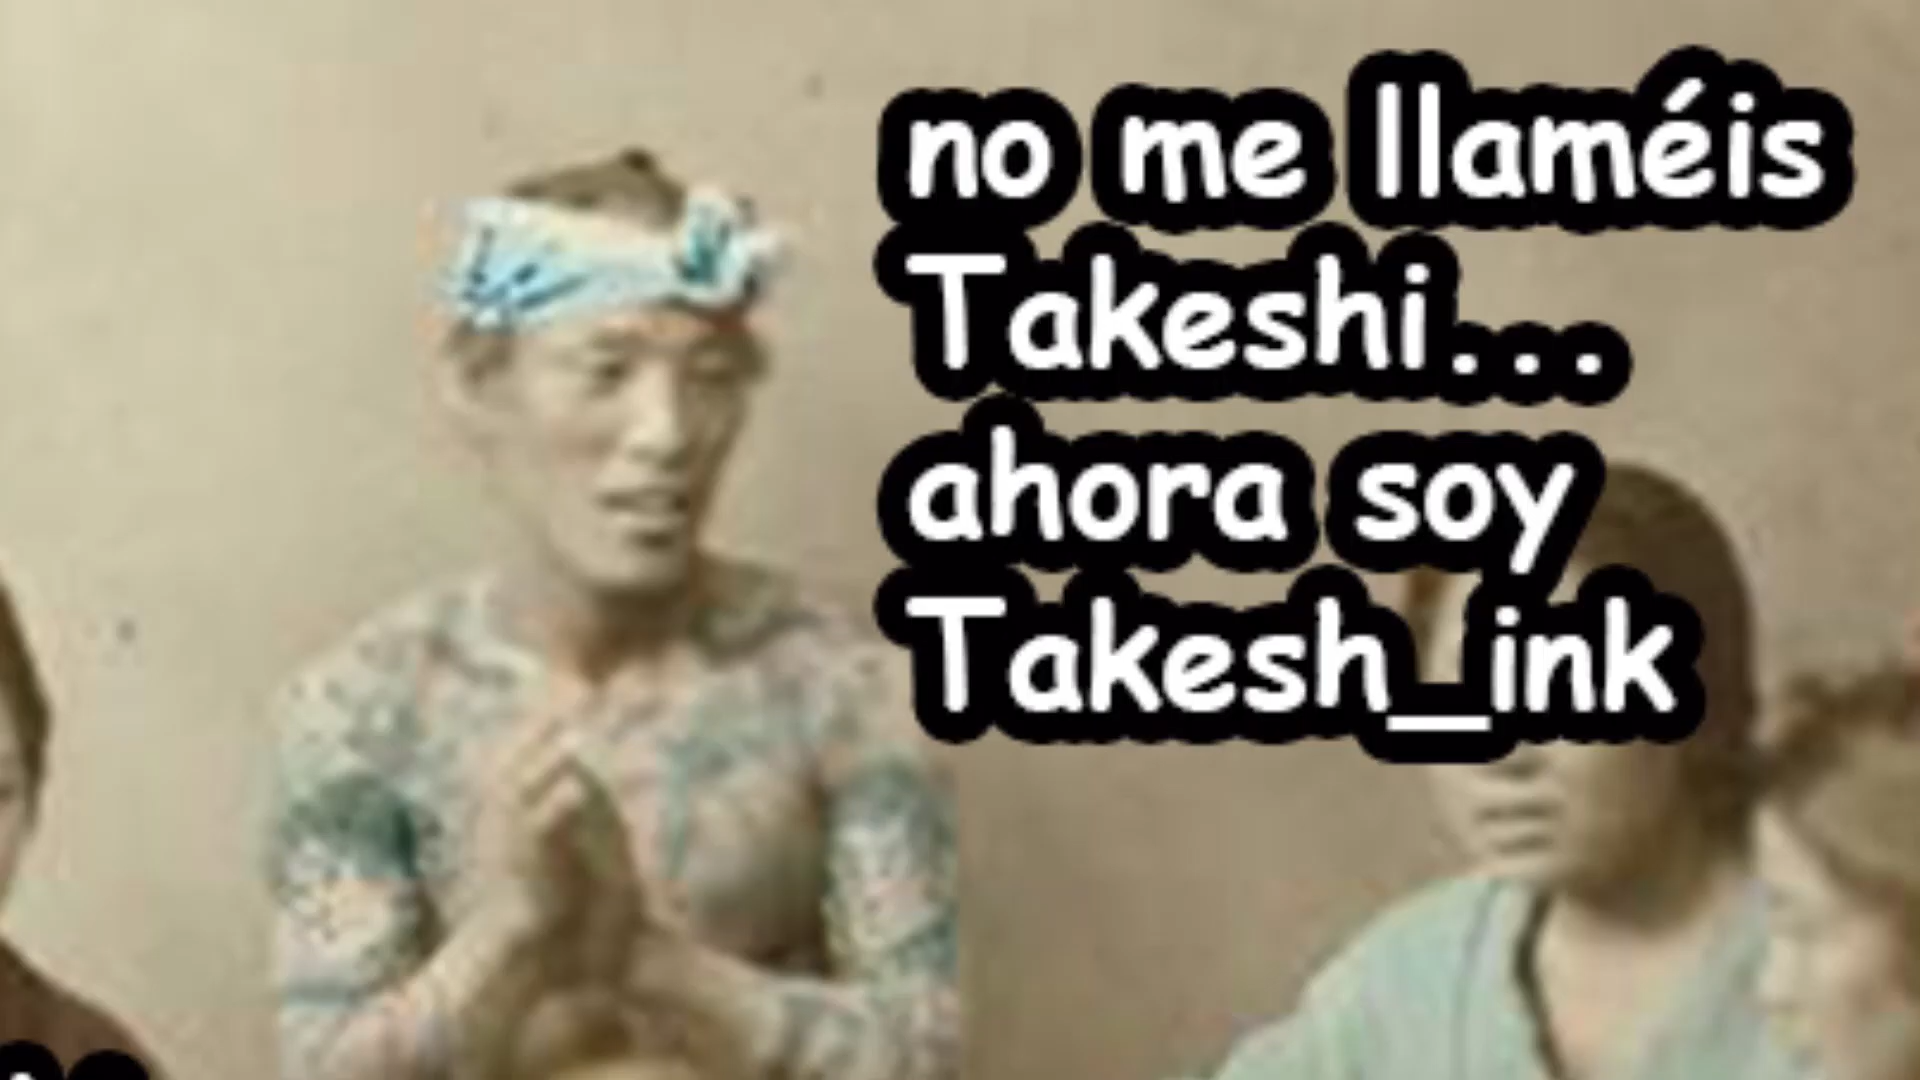 no me llaméis
Takeshi...
ahora soy
Takesh_ink